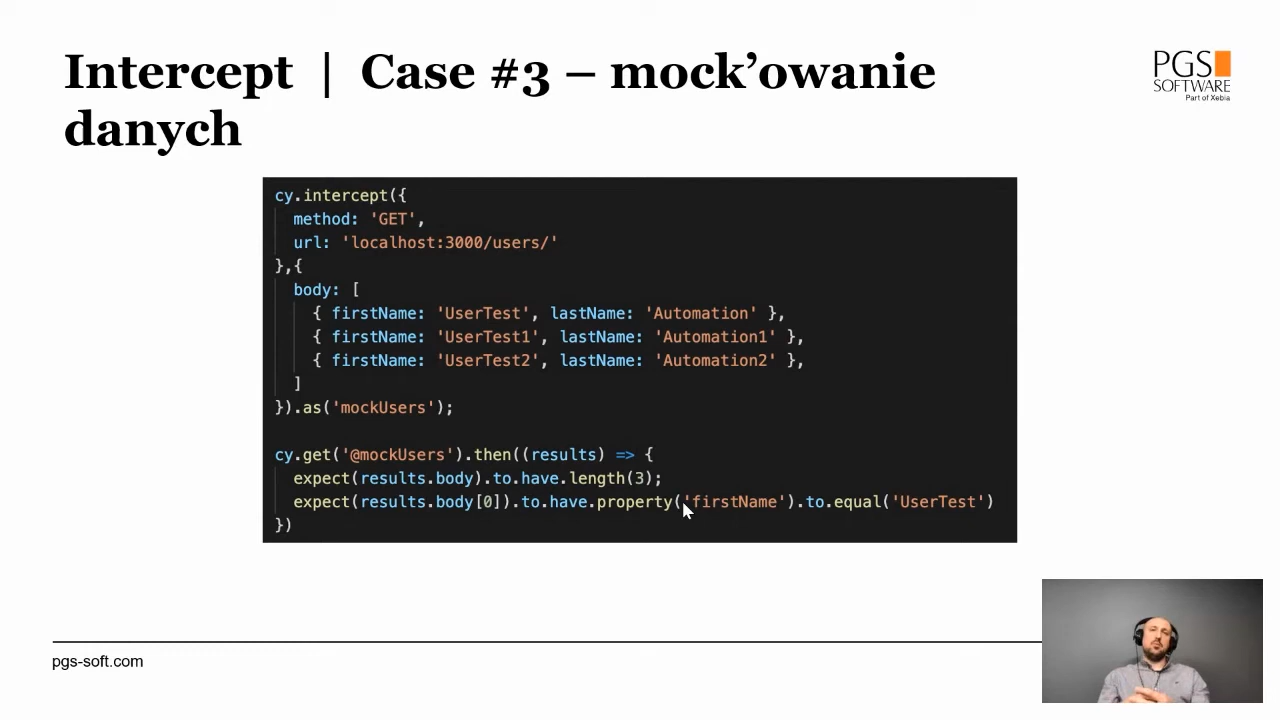 Intercept | Case #3 – mock’owanie
danych
PGS
SOFTWARE
Part of Xebia
cy.intercept({
method: 'GET',
url: 'localhost:3000/users/'
},{
body: [
{ firstName: 'UserTest', lastName: 'Automation' },
{ firstName: 'UserTest1', lastName: 'Automation1' },
{ firstName: 'UserTest2', lastName: 'Automation2' },
]
}).as('mockUsers');
cy.get('@mockUsers').then((results) => {
expect(results.body).to.have.length(3);
expect(results.body[0]).to.have.property('firstName').to.equal('UserTest')
})
pgs-soft.com